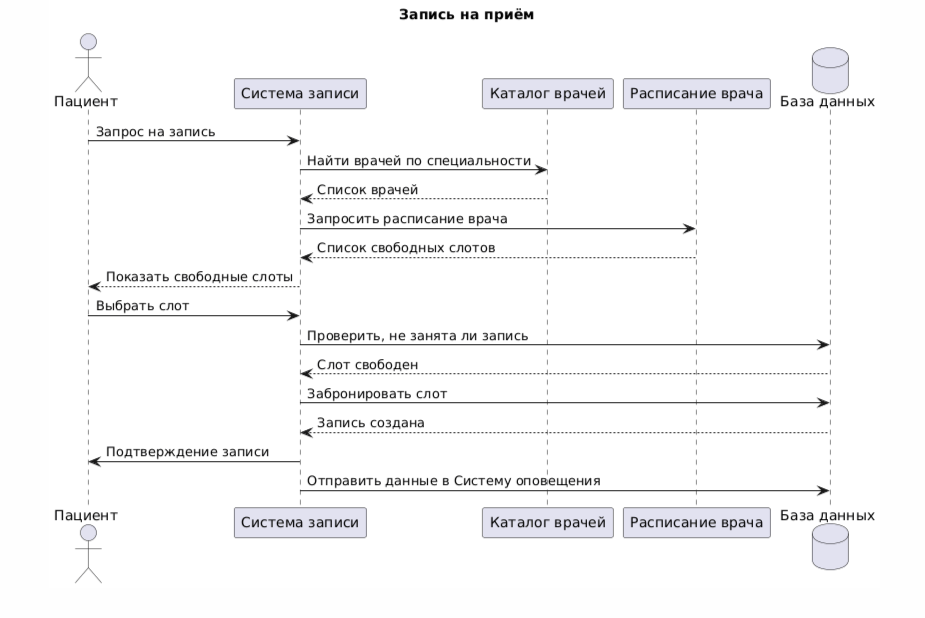 Запись на приём
Пациент
Система записи
Каталог врачей
Расписание врача
База данных
Запрос на запись
Найти врачей по специальности
Список врачей
Запросить расписание врача
Список свободных слотов
Показать свободные слоты
Выбрать слот
Проверить, не занята ли запись
Слот свободен
Забронировать слот
Запись создана
Подтверждение записи
Отправить данные в Систему оповещения
Пациент
Система записи
Каталог врачей
Расписание врача
База данных